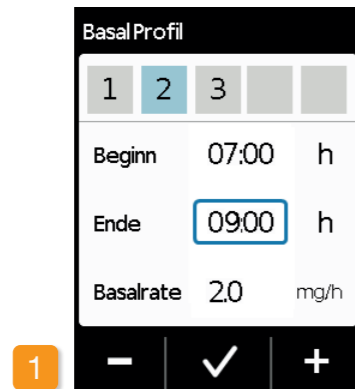 Basal Profil
1 2 3
Beginn 07:00 h
Ende 09:00 h
Basalrate 2.0 mg/h
1
− ✓ +